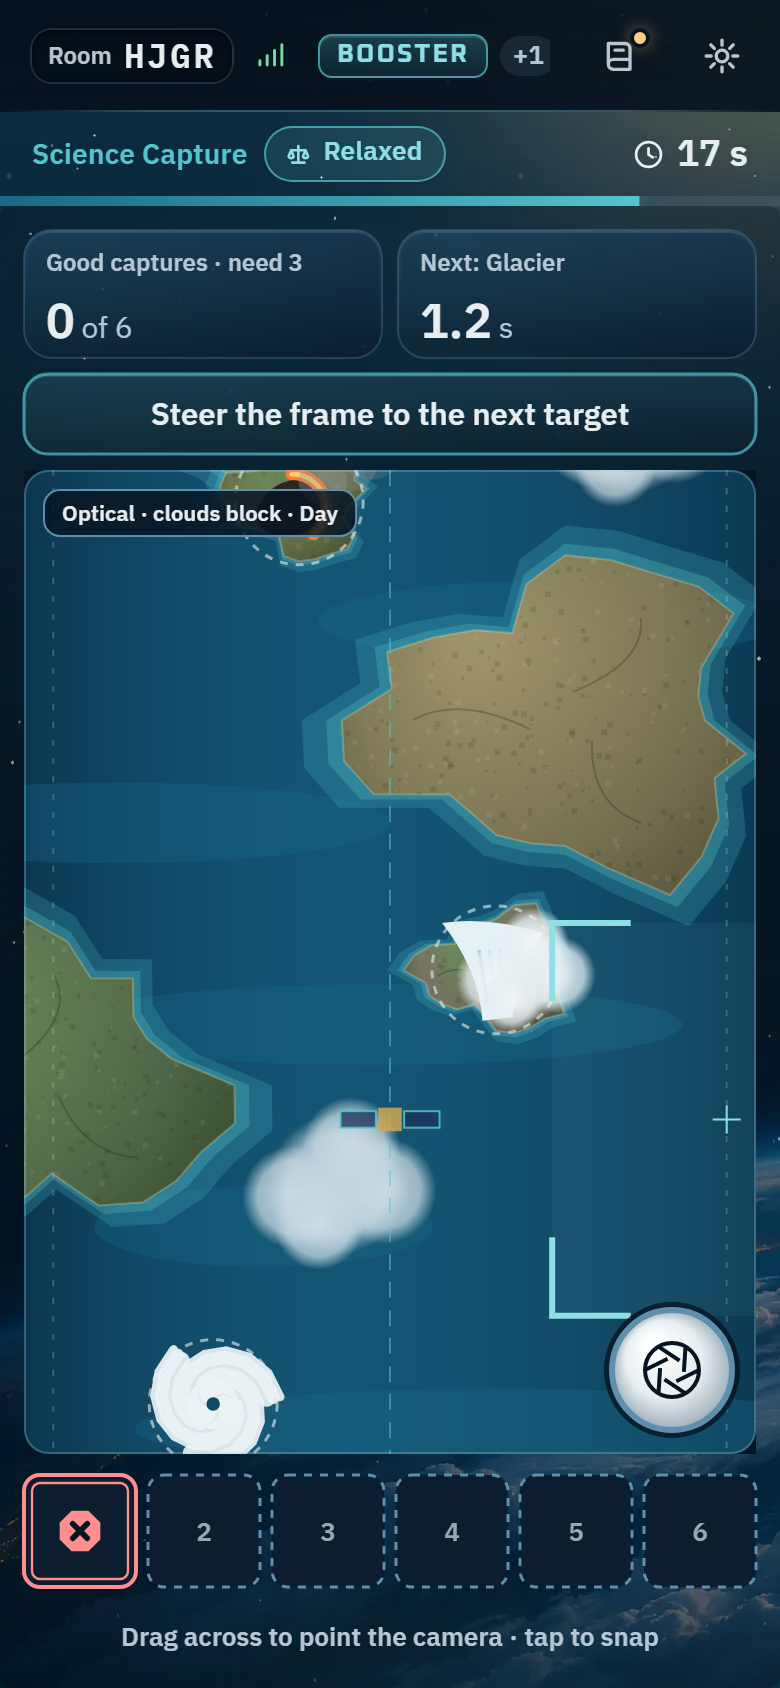 Room HJGR BOOSTER +1
Science Capture Relaxed 17 s
Good captures · need 3
0 of 6
Next: Glacier
1.2 s
Steer the frame to the next target
Optical · clouds block · Day
2 3 4 5 6
Drag across to point the camera · tap to snap